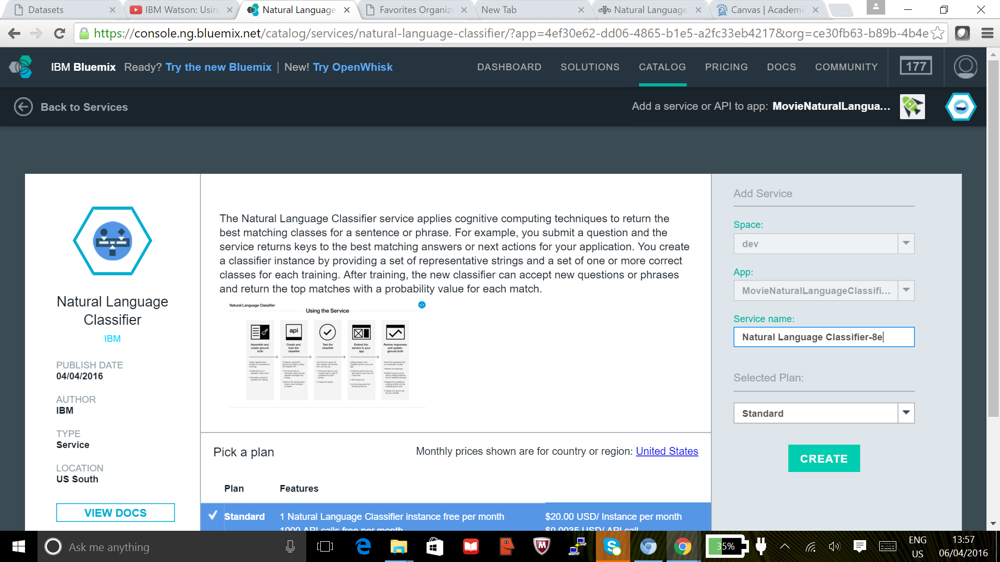 Datasets
IBM Watson: Usin
Natural Language
Favorites Organiz
New Tab
Natural Language
Canvas | Academi
https://console.ng.bluemix.net/catalog/services/natural-language-classifier/?app=4ef30e62-dd06-4865-b1e5-a2fc33eb4217&org=ce30fb63-b89b-4b4e
IBM Bluemix Ready? Try the new Bluemix | New! Try OpenWhisk
DASHBOARD SOLUTIONS CATALOG PRICING DOCS COMMUNITY 177
Back to Services
Add a service or API to app: MovieNaturalLangua...
Natural Language
Classifier
IBM
PUBLISH DATE
04/04/2016
AUTHOR
IBM
TYPE
Service
LOCATION
US South
VIEW DOCS
The Natural Language Classifier service applies cognitive computing techniques to return the
best matching classes for a sentence or phrase. For example, you submit a question and the
service returns keys to the best matching answers or next actions for your application. You create
a classifier instance by providing a set of representative strings and a set of one or more correct
classes for each training. After training, the new classifier can accept new questions or phrases
and return the top matches with a probability value for each match.
Natural Language Classifier
Using the Service
api
Assemble and
create ground
truth
Create and
train the
classifier
Test the
classifier
Embed the
service in your
app
Review responses
and update
ground truth
Pick a plan
Monthly prices shown are for country or region: United States
Plan Features
Standard 1 Natural Language Classifier instance free per month $20.00 USD/ Instance per month
1000 API calls free per month $0.0035 USD/ API call
Add Service
Space:
dev
App:
MovieNaturalLanguageClassifi...
Service name:
Natural Language Classifier-8e
Selected Plan:
Standard
CREATE
Ask me anything
35%
ENG
US
13:57
06/04/2016